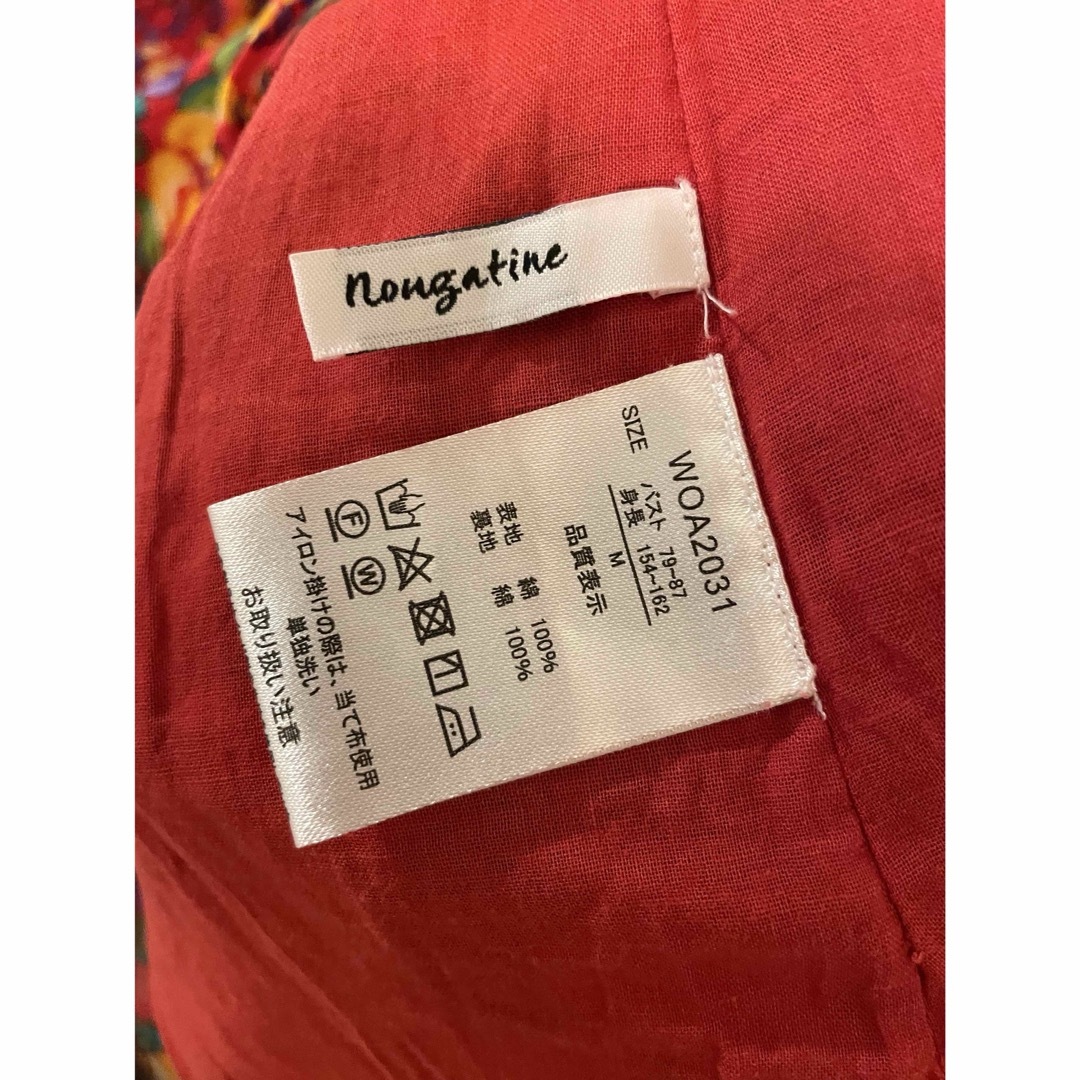 nougatine
WOA2031
SIZE バスト 79-87
身長 154-162
M
品質表示
表地 綿 100%
裏地 綿 100%
F W
アイロン掛けの際は、当て布使用
単独洗い
お取り扱い注意